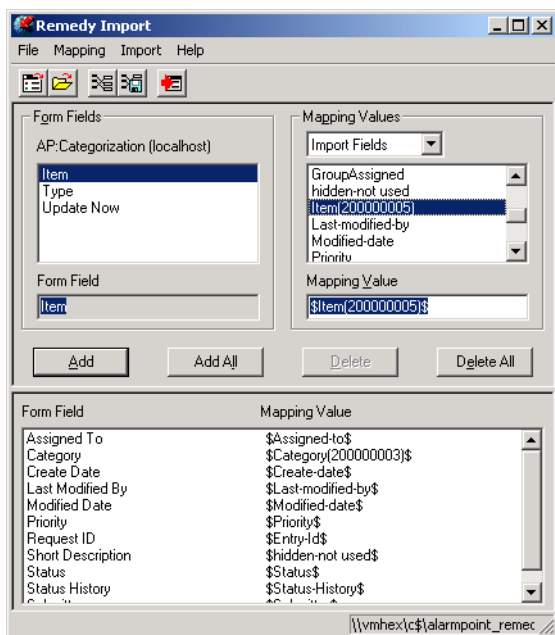 Remedy Import
File Mapping Import Help
Form Fields
AP:Categorization (localhost)
Item
Type
Update Now
Form Field
Item
Mapping Values
Import Fields
GroupAssigned
hidden-not used
Item(200000005)
Last-modified-by
Modified-date
Priority
Mapping Value
$Item(200000005)$
Add Add All Delete Delete All
Form Field Mapping Value
Assigned To $Assigned-to$
Category $Category(200000003)$
Create Date $Create-date$
Last Modified By $Last-modified-by$
Modified Date $Modified-date$
Priority $Priority$
Request ID $Entry-Id$
Short Description $hidden-not used$
Status $Status$
Status History $Status-History$
\\vmhex\c$\alarmpoint_remec